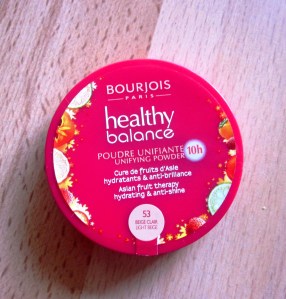 BOURJOIS
PARIS
healthy
balance
POUDRE UNIFIANTE
UNIFYING POWDER
10h
Cure de fruits d'Asie
hydratants & anti-brillance
Asian fruit therapy
hydrating & anti-shine
53
BEIGE CLAIR
LIGHT BEIGE